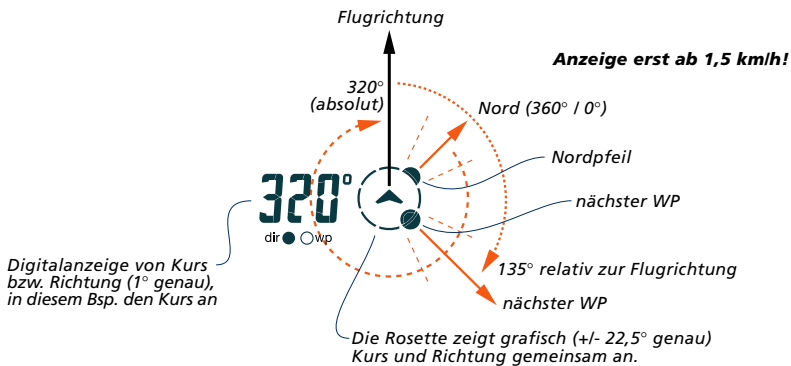 Flugrichtung
Anzeige erst ab 1,5 km/h!
320°
(absolut)
Nord (360° / 0°)
Nordpfeil
320°
dir wp
nächster WP
Digitalanzeige von Kurs
bzw. Richtung (1° genau),
in diesem Bsp. den Kurs an
135° relativ zur Flugrichtung
nächster WP
Die Rosette zeigt grafisch (+/- 22,5° genau)
Kurs und Richtung gemeinsam an.